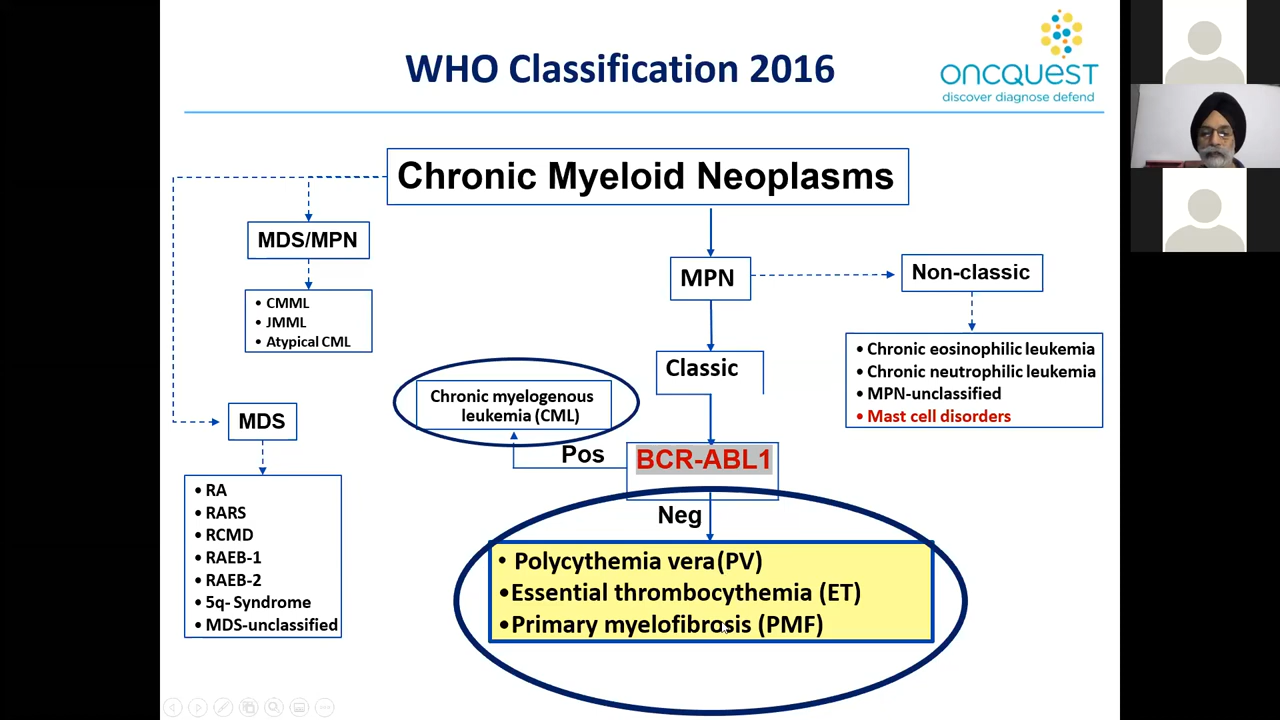 WHO Classification 2016
ONCQUEST
discover diagnose defend
Chronic Myeloid Neoplasms
MDS/MPN
• CMML
• JMML
• Atypical CML
MDS
• RA
• RARS
• RCMD
• RAEB-1
• RAEB-2
• 5q- Syndrome
• MDS-unclassified
MPN
Non-classic
• Chronic eosinophilic leukemia
• Chronic neutrophilic leukemia
• MPN-unclassified
• Mast cell disorders
Classic
Chronic myelogenous
leukemia (CML)
Pos
BCR-ABL1
Neg
• Polycythemia vera(PV)
•Essential thrombocythemia (ET)
•Primary myelofibrosis (PMF)